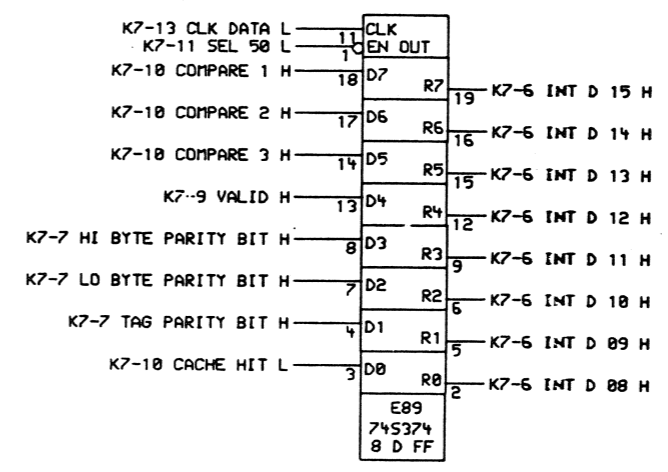 K7-13 CLK DATA L 11 CLK
K7-11 SEL 50 L 1 EN OUT
K7-10 COMPARE 1 H 18 D7
R7 19 K7-6 INT D 15 H
K7-10 COMPARE 2 H 17 D6
R6 16 K7-6 INT D 14 H
K7-10 COMPARE 3 H 14 D5
R5 15 K7-6 INT D 13 H
K7-9 VALID H 13 D4
R4 12 K7-6 INT D 12 H
K7-7 HI BYTE PARITY BIT H 8 D3
R3 9 K7-6 INT D 11 H
K7-7 LO BYTE PARITY BIT H 7 D2
R2 6 K7-6 INT D 10 H
K7-7 TAG PARITY BIT H 4 D1
R1 5 K7-6 INT D 09 H
K7-10 CACHE HIT L 3 D0
R0 2 K7-6 INT D 08 H
E89
74S374
8 D FF